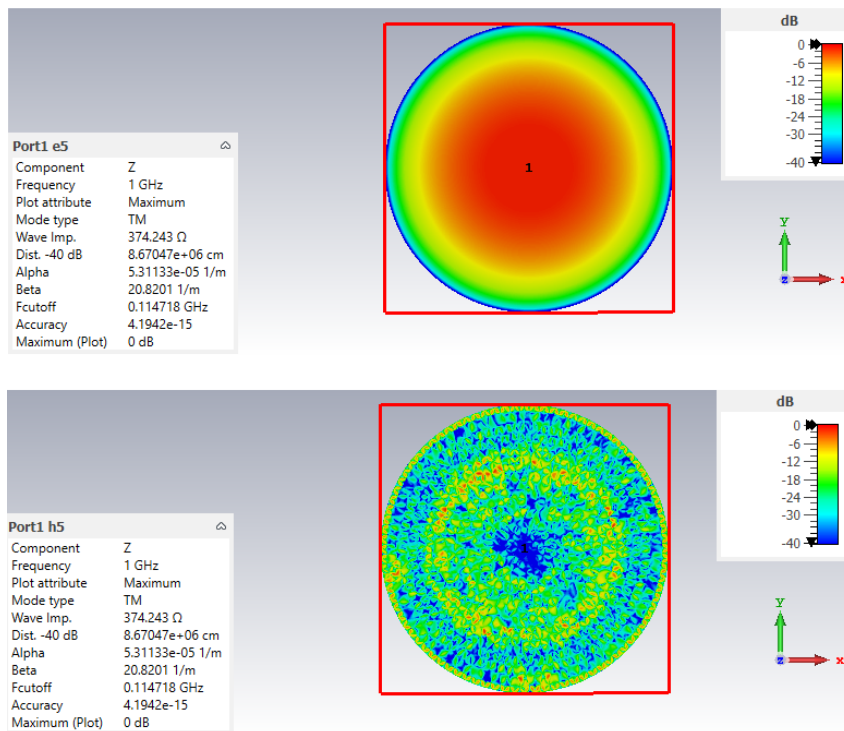 dB
0
-6
-12
-18
-24
-30
-40
Port1 e5
Component Z
Frequency 1 GHz
Plot attribute Maximum
Mode type TM
Wave Imp. 374.243 Ω
Dist. -40 dB 8.67047e+06 cm
Alpha 5.31133e-05 1/m
Beta 20.8201 1/m
Fcutoff 0.114718 GHz
Accuracy 4.1942e-15
Maximum (Plot) 0 dB
1
Y
z
x
dB
0
-6
-12
-18
-24
-30
-40
Port1 h5
Component Z
Frequency 1 GHz
Plot attribute Maximum
Mode type TM
Wave Imp. 374.243 Ω
Dist. -40 dB 8.67047e+06 cm
Alpha 5.31133e-05 1/m
Beta 20.8201 1/m
Fcutoff 0.114718 GHz
Accuracy 4.1942e-15
Maximum (Plot) 0 dB
1
Y
z
x